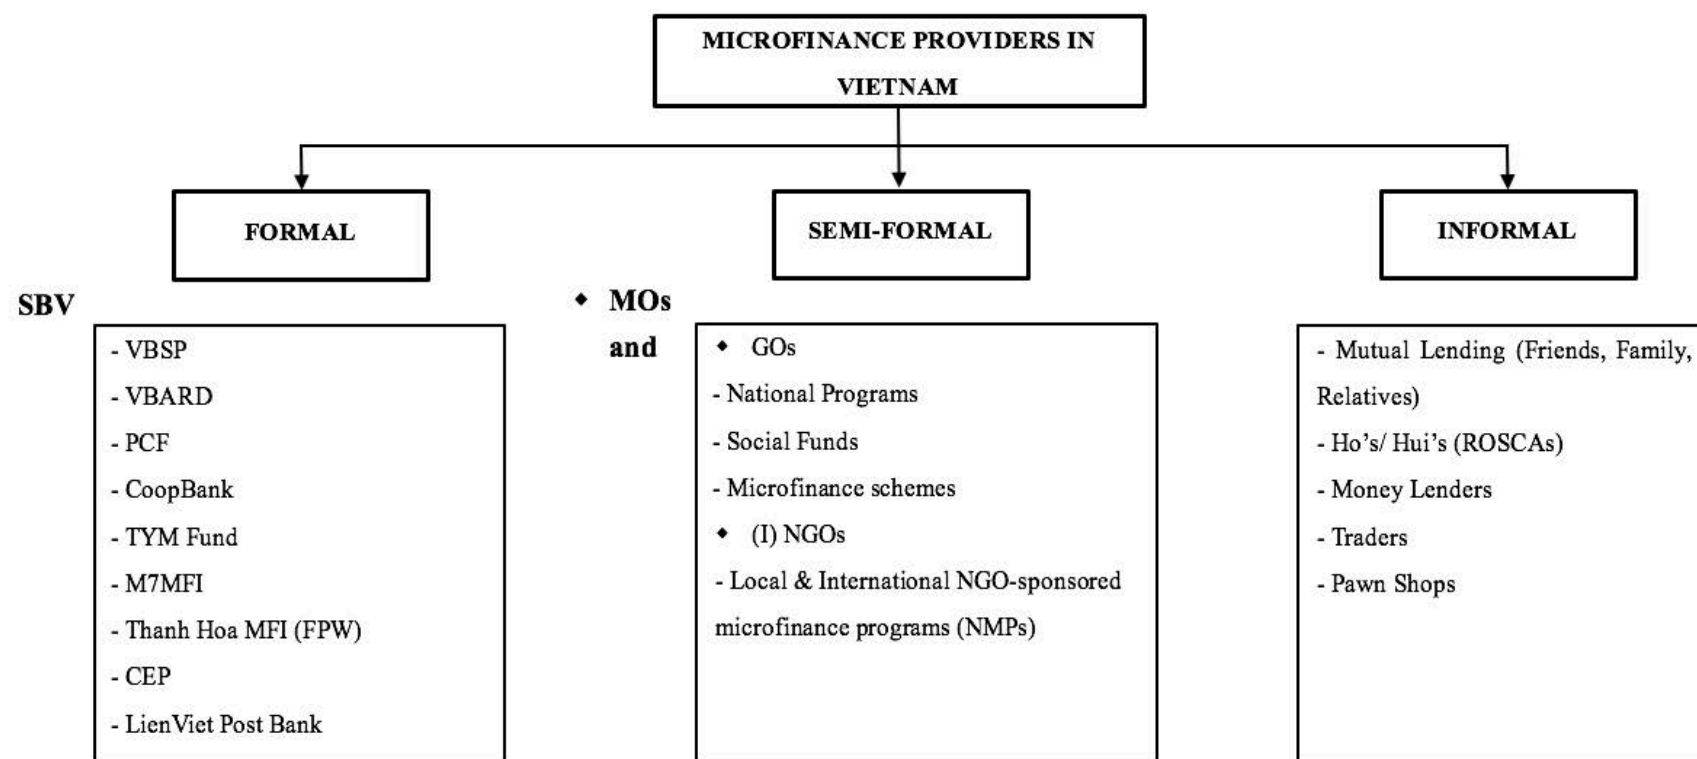 MICROFINANCE PROVIDERS IN
VIETNAM
FORMAL
SEMI-FORMAL
INFORMAL
SBV
- VBSP
- VBARD
- PCF
- CoopBank
- TYM Fund
- M7MFI
- Thanh Hoa MFI (FPW)
- CEP
- LienViet Post Bank
◆ MOs
and
◆ GOs
- National Programs
- Social Funds
- Microfinance schemes
◆ (I) NGOs
- Local & International NGO-sponsored
microfinance programs (NMPs)
- Mutual Lending (Friends, Family,
Relatives)
- Ho’s/ Hui’s (ROSCAs)
- Money Lenders
- Traders
- Pawn Shops